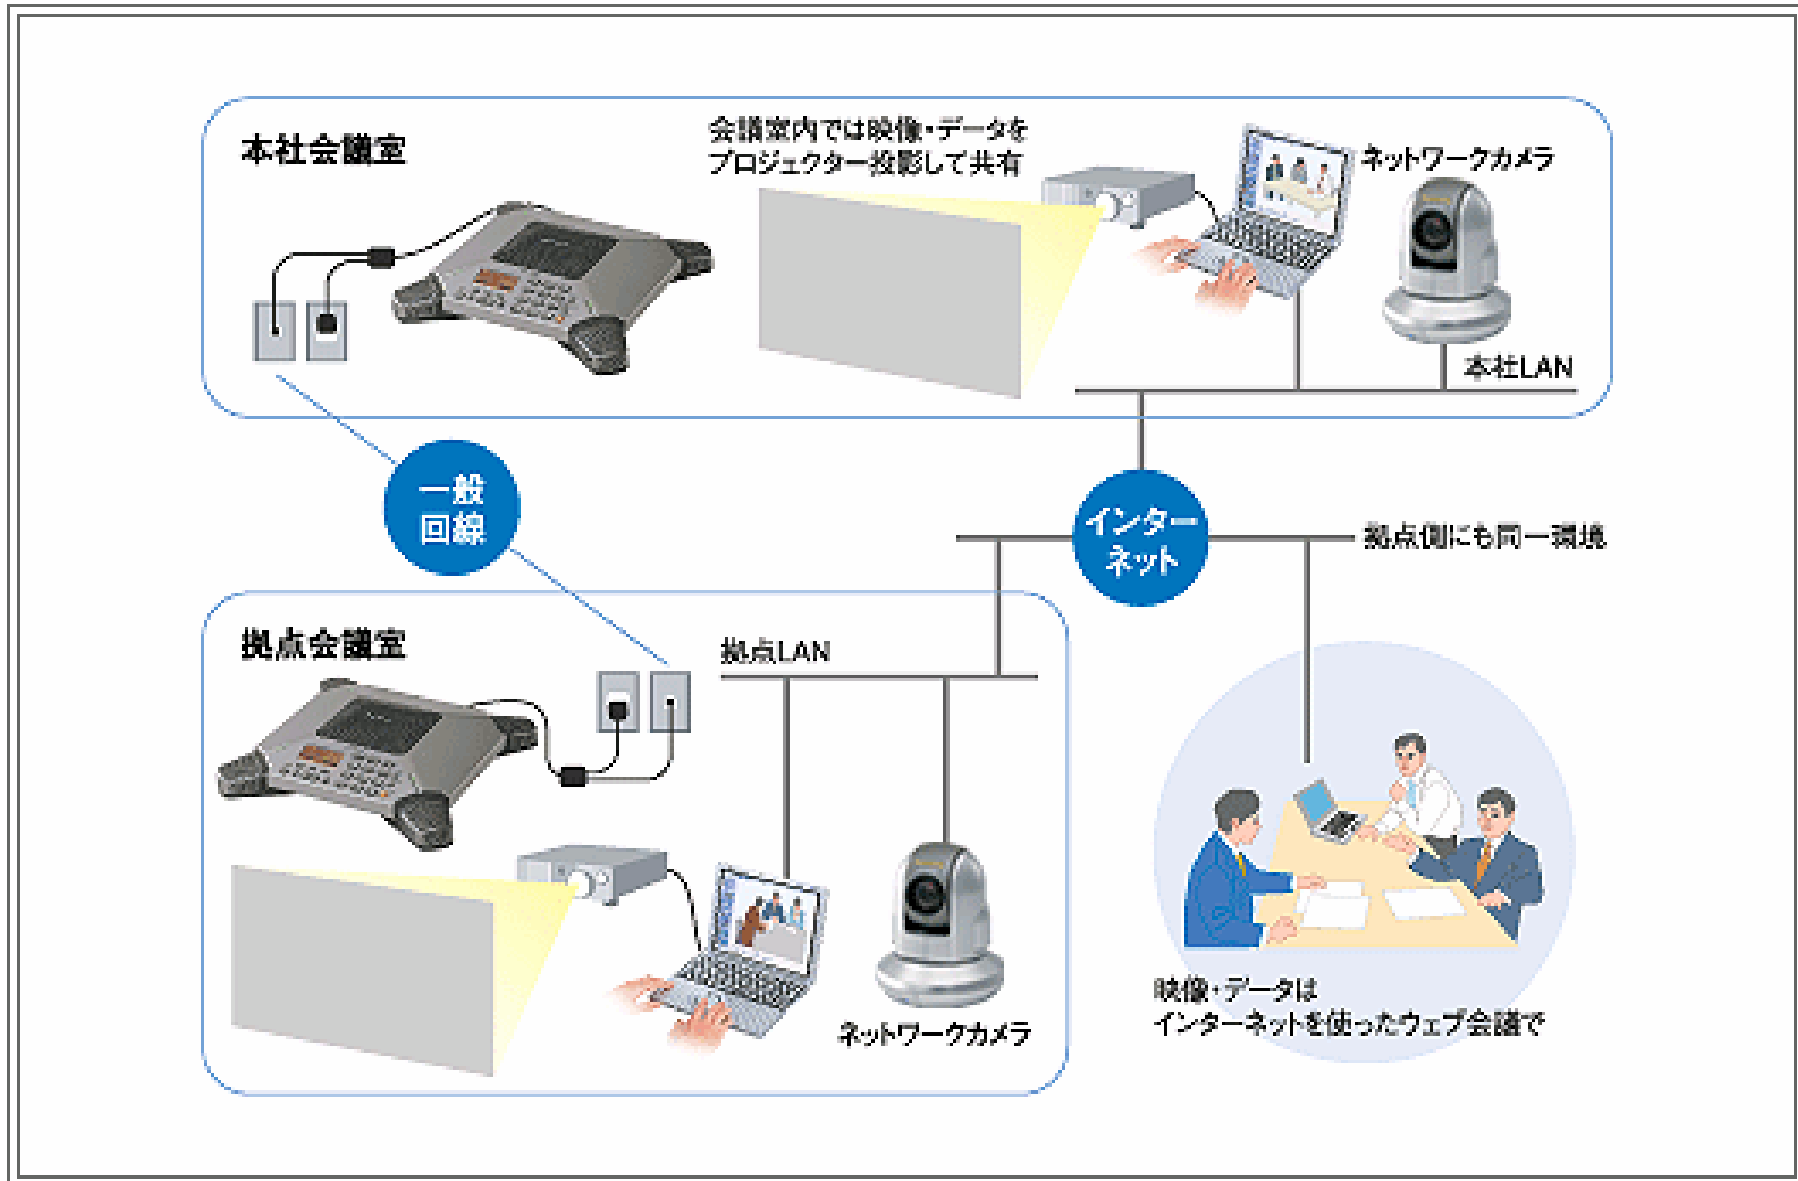 本社会議室
会議室内では映像・データを
プロジェクター投影して共有
ネットワークカメラ
本社LAN
一般
回線
インター
ネット
拠点側にも同一環境
拠点会議室
拠点LAN
ネットワークカメラ
映像・データは
インターネットを使ったウェブ会議で